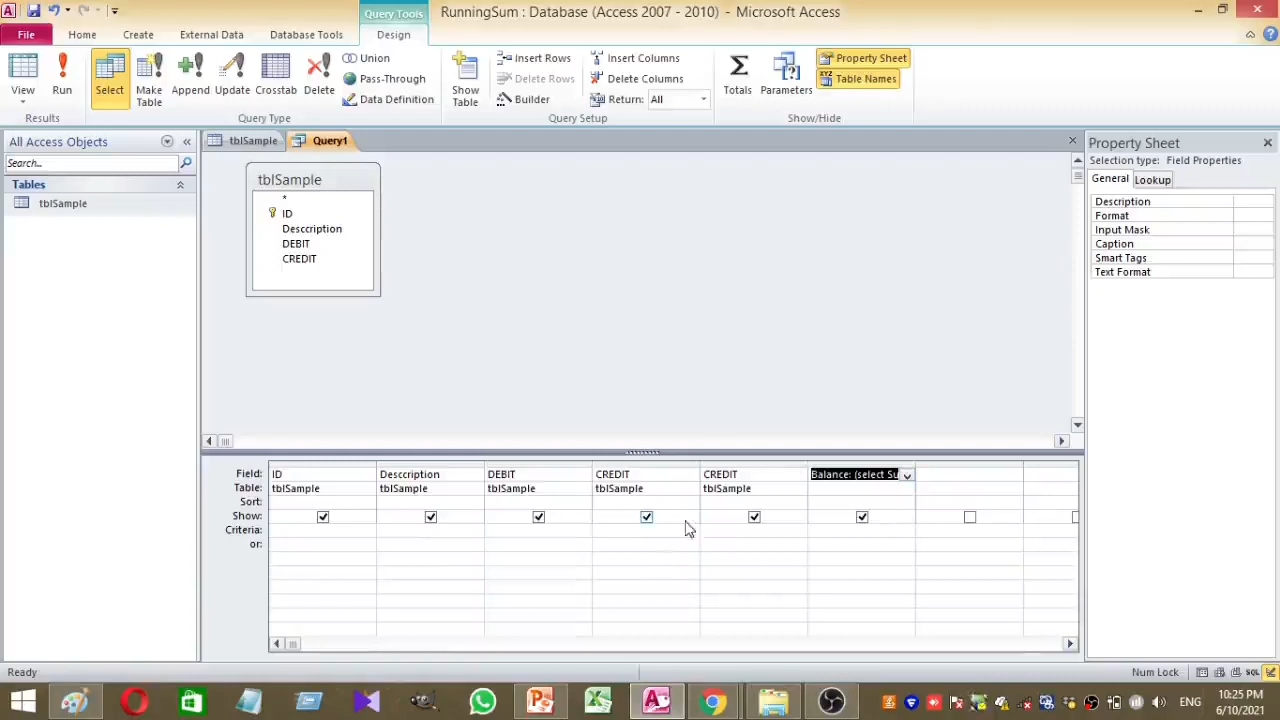 Query Tools
RunningSum : Database (Access 2007 - 2010) - Microsoft Access
File Home Create External Data Database Tools Design
View Run
Results
Select Make Table Append Update Crosstab Delete
Union
Pass-Through
Data Definition
Query Type
Show Table
Insert Rows
Delete Rows
Builder
Insert Columns
Delete Columns
Return: All
Query Setup
Totals Parameters
Property Sheet
XYZ Table Names
Show/Hide
All Access Objects
Search...
Tables
tblSample
tblSample Query1
tblSample
*
ID
Desccription
DEBIT
CREDIT
Field: ID Desccription DEBIT CREDIT CREDIT Balance: (select Su
Table: tblSample tblSample tblSample tblSample tblSample
Sort:
Show:
Criteria:
or:
Property Sheet
Selection type: Field Properties
General Lookup
Description
Format
Input Mask
Caption
Smart Tags
Text Format
Ready Num Lock SQL
ENG
10:25 PM
6/10/2021